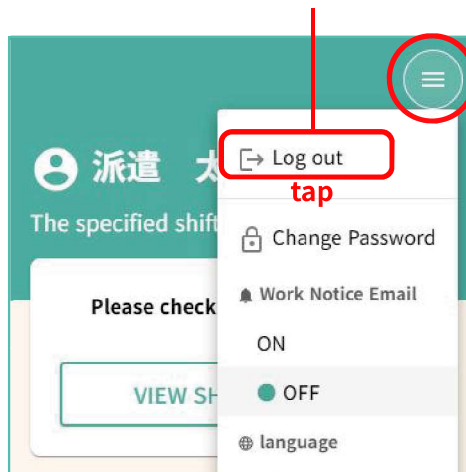 派遣 太
Log out
tap
The specified shift
Change Password
Please check
Work Notice Email
ON
VIEW SH
OFF
language